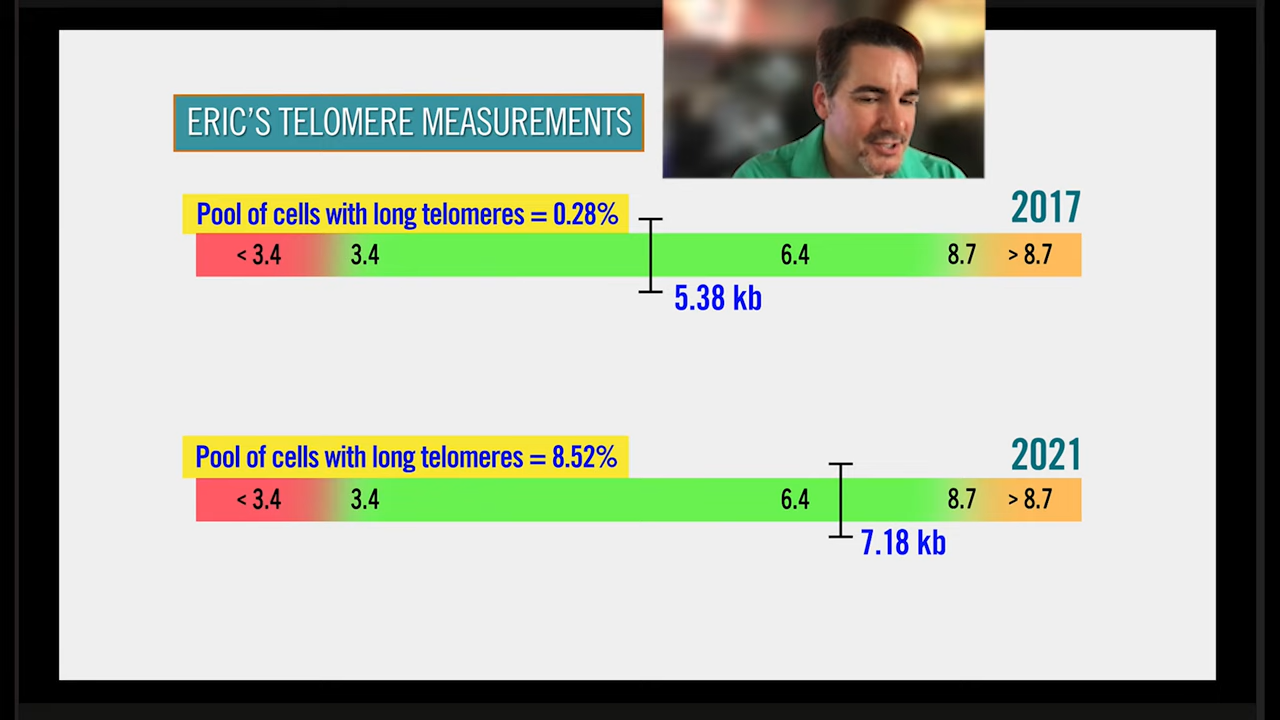 ERIC'S TELOMERE MEASUREMENTS
2017
Pool of cells with long telomeres = 0.28%
< 3.4 3.4 6.4 8.7 > 8.7
5.38 kb
2021
Pool of cells with long telomeres = 8.52%
< 3.4 3.4 6.4 8.7 > 8.7
7.18 kb